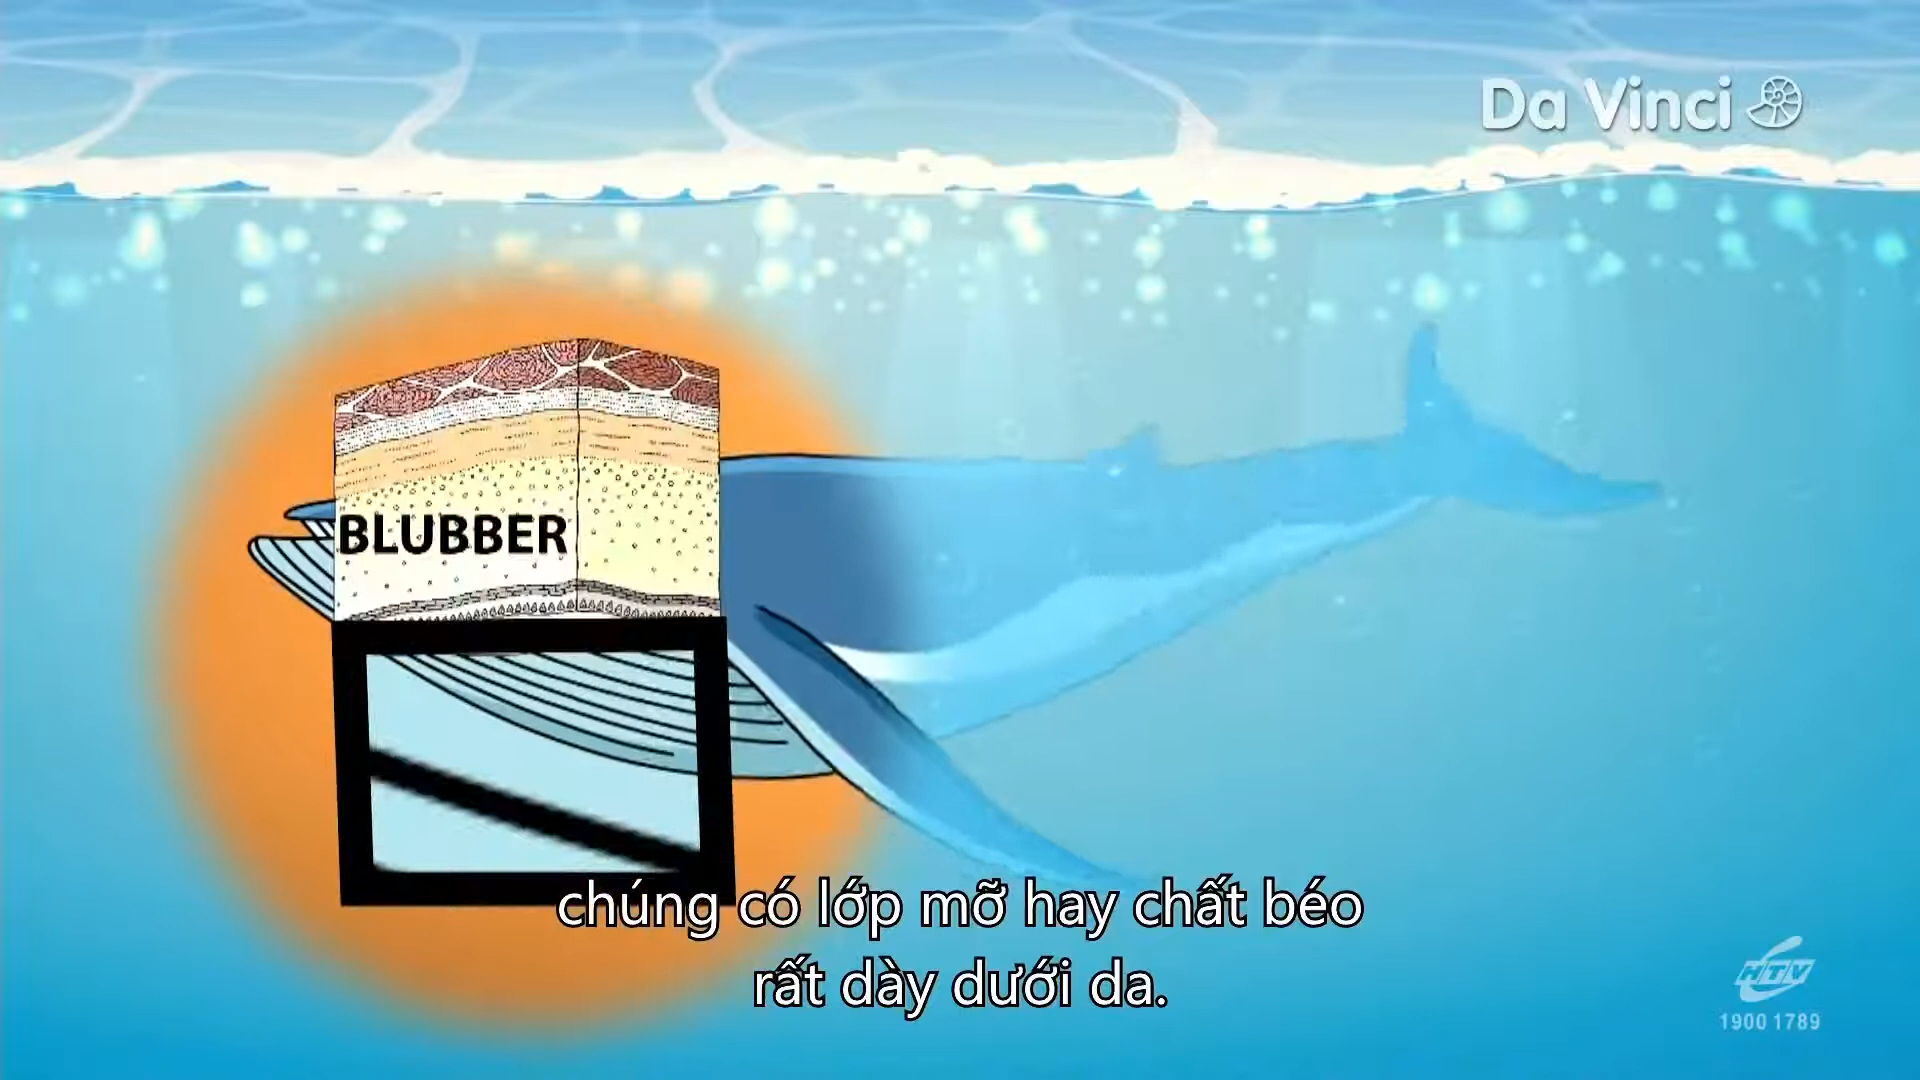 Da Vinci
BLUBBER
chúng có lớp mỡ hay chất béo
rất dày dưới da.
HTV
1900 1789